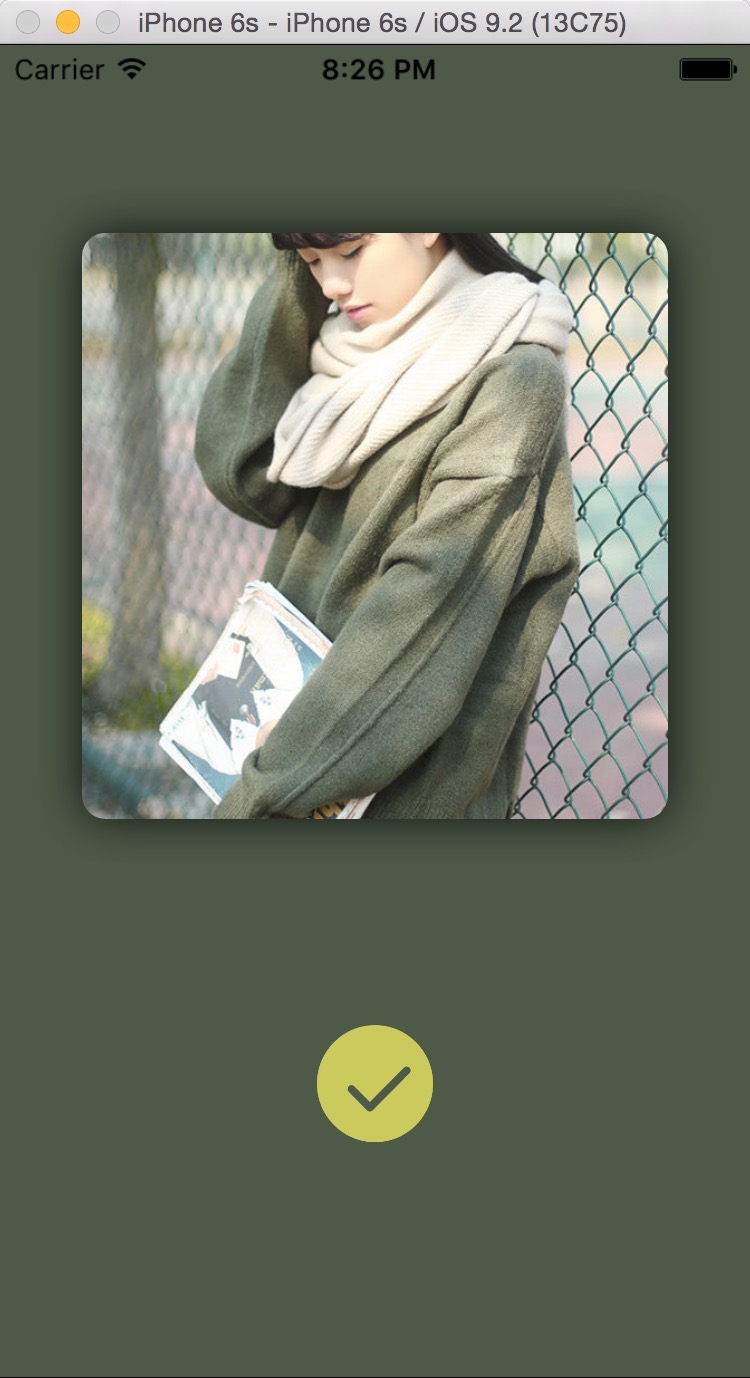 iPhone 6s - iPhone 6s / iOS 9.2 (13C75)
Carrier 8:26 PM